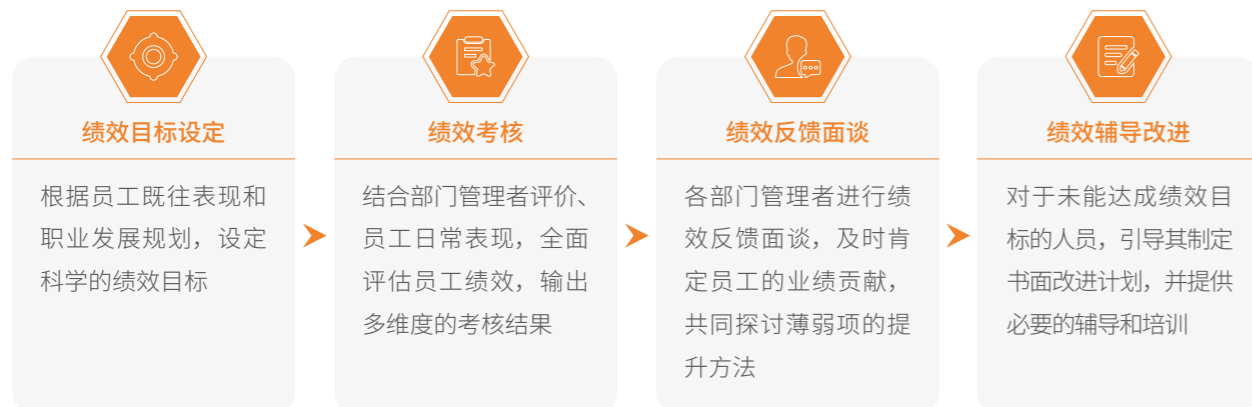 绩效目标设定
根据员工既往表现和
职业发展规划，设定
科学的绩效目标
绩效考核
结合部门管理者评价、
员工日常表现，全面
评估员工绩效，输出
多维度的考核结果
绩效反馈面谈
各部门管理者进行绩
效反馈面谈，及时肯
定员工的业绩贡献，
共同探讨薄弱项的提
升方法
绩效辅导改进
对于未能达成绩效目
标的人员，引导其制定
书面改进计划，并提供
必要的辅导和培训